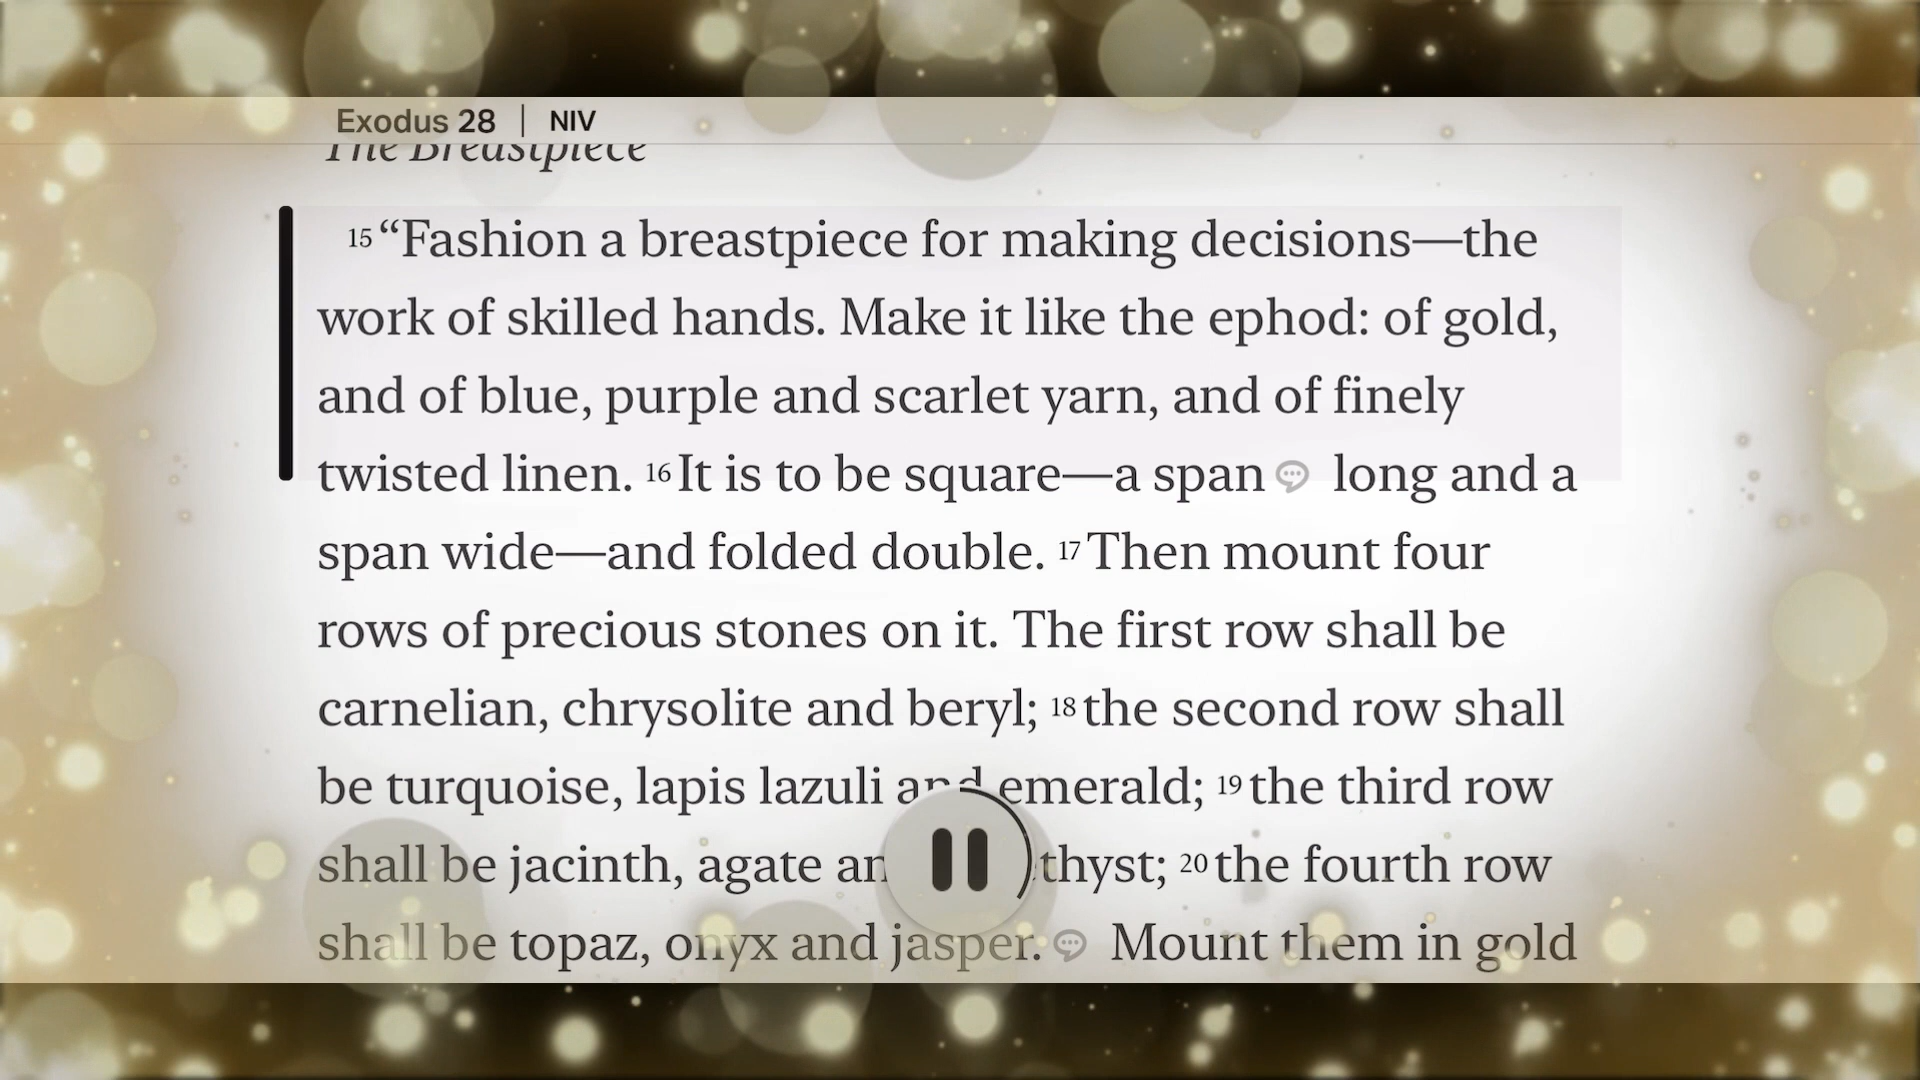 Exodus 28 | NIV
The Breastpiece
15 “Fashion a breastpiece for making decisions—the
work of skilled hands. Make it like the ephod: of gold,
and of blue, purple and scarlet yarn, and of finely
twisted linen. 16 It is to be square—a span long and a
span wide—and folded double. 17 Then mount four
rows of precious stones on it. The first row shall be
carnelian, chrysolite and beryl; 18 the second row shall
be turquoise, lapis lazuli and emerald; 19 the third row
shall be jacinth, agate an thyst; 20 the fourth row
shall be topaz, onyx and jasper. Mount them in gold